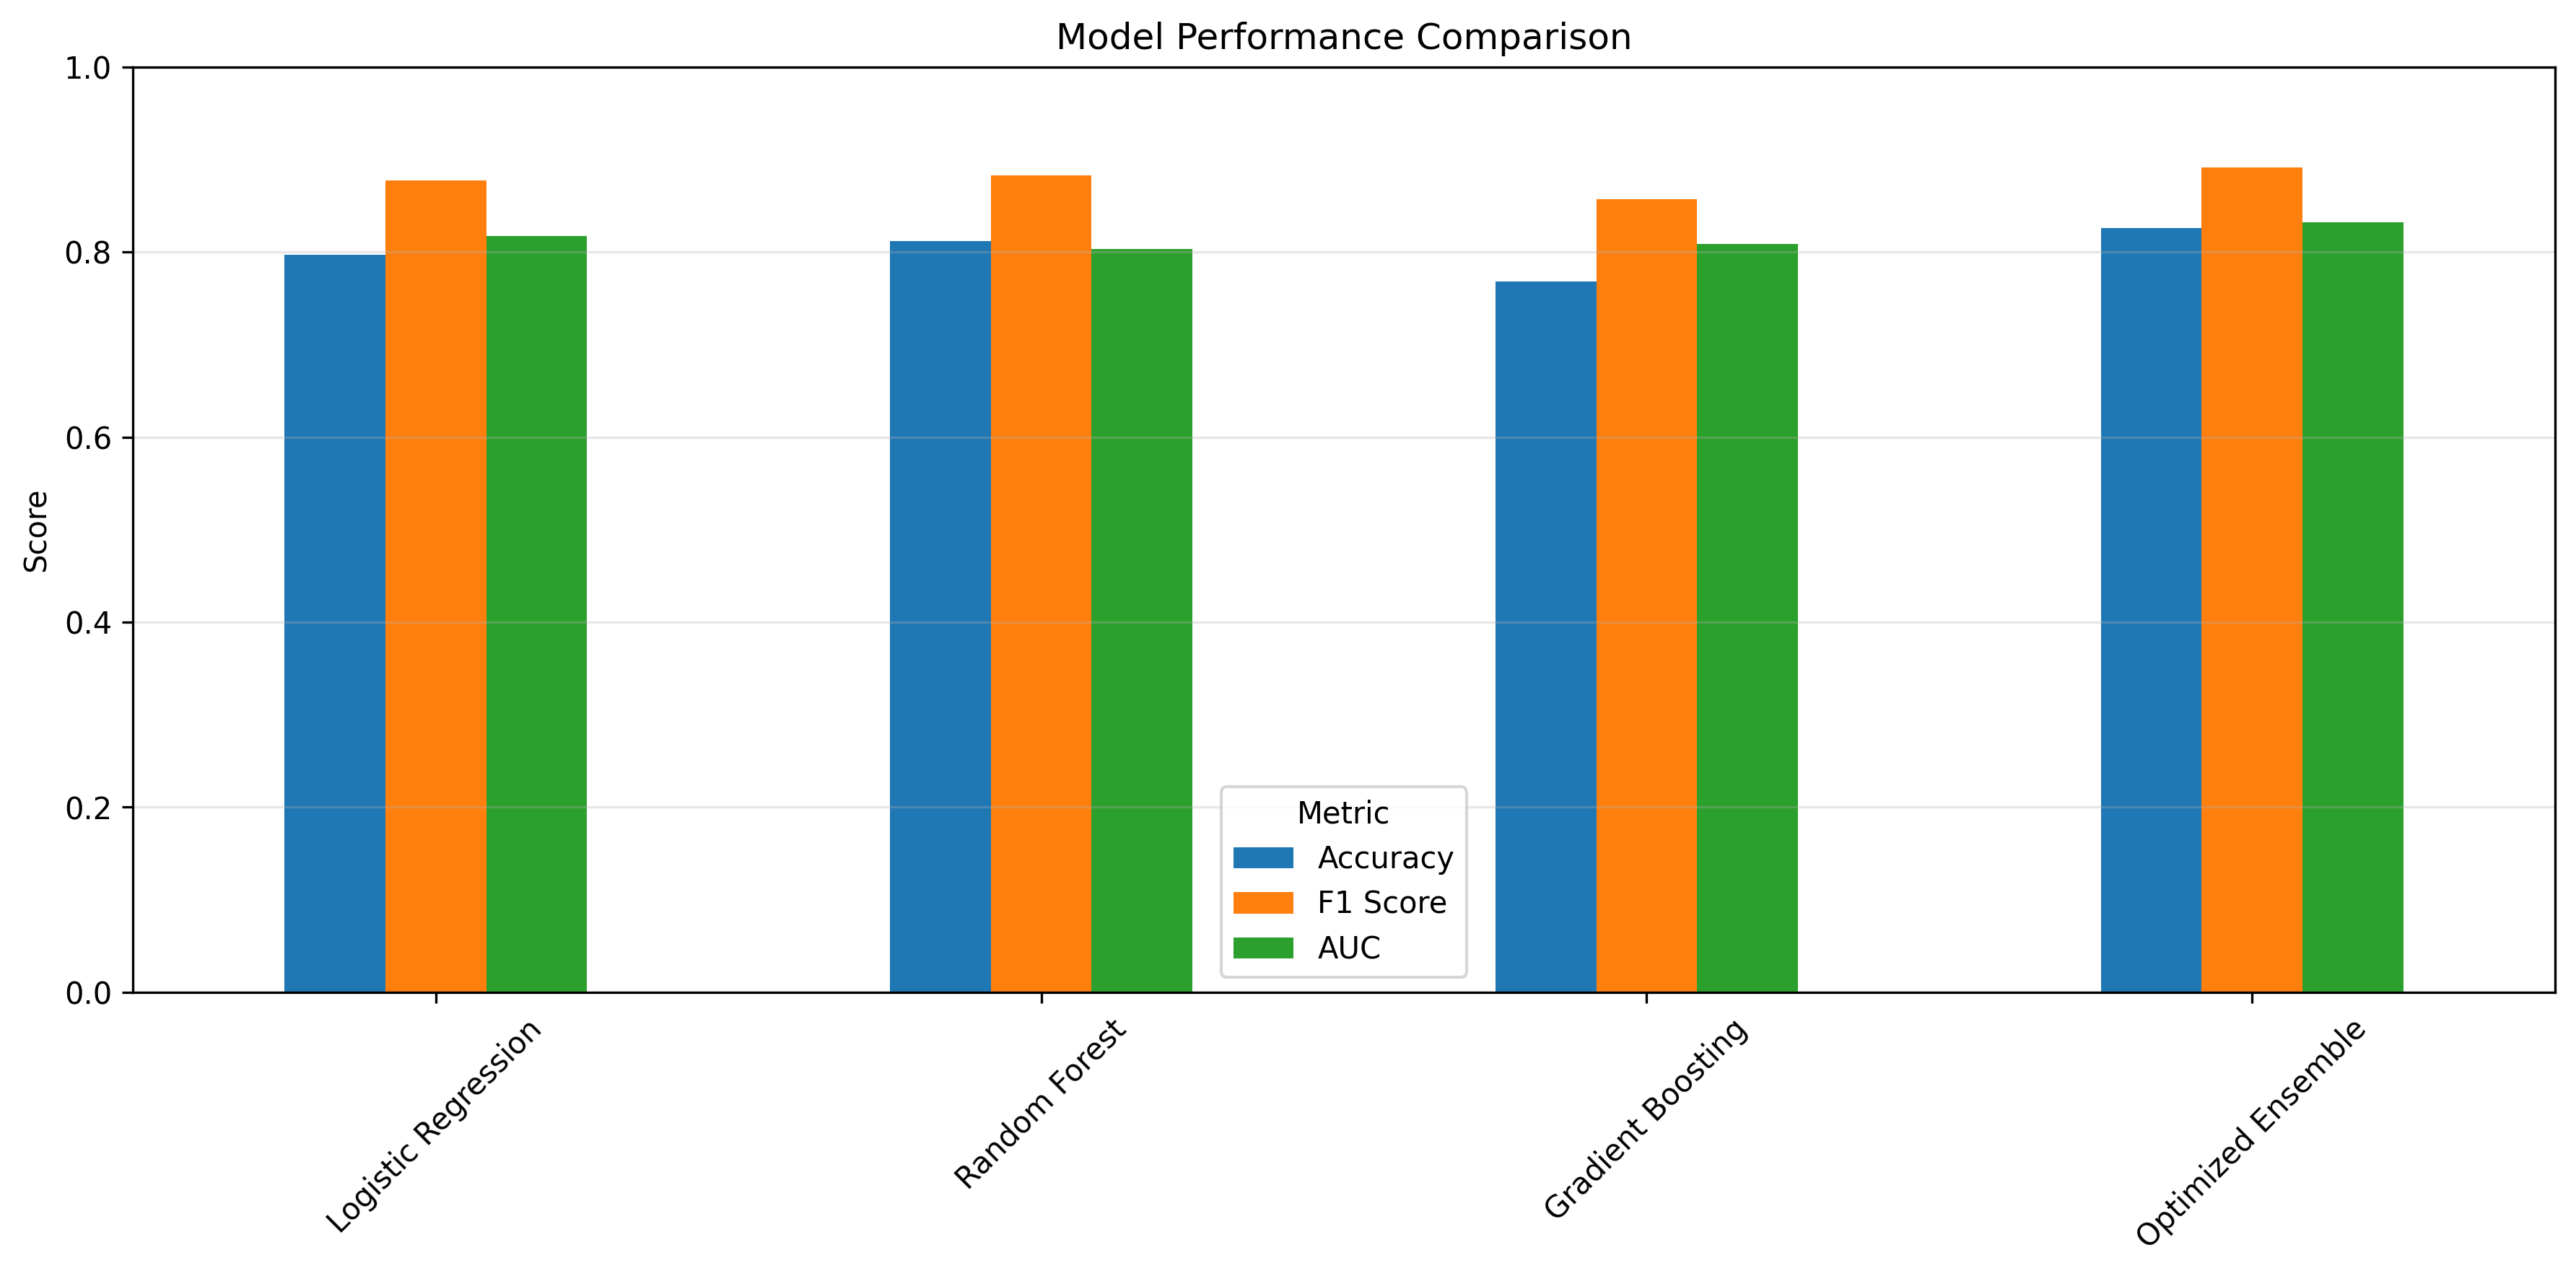 Model Performance Comparison
1.0
0.8
0.6
0.4
0.2
0.0
Score
Metric
Accuracy
F1 Score
AUC
Logistic Regression
Random Forest
Gradient Boosting
Optimized Ensemble